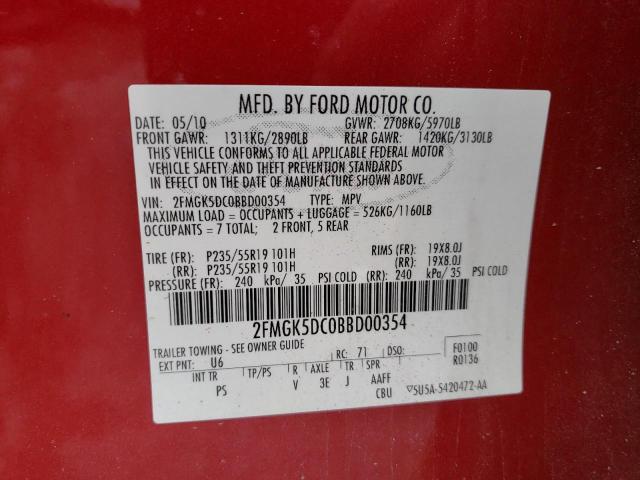 MFD. BY FORD MOTOR CO.
DATE: 05/10 GVWR: 2708KG/5970LB
FRONT GAWR: 1311KG/2890LB REAR GAWR: 1420KG/3130LB
THIS VEHICLE CONFORMS TO ALL APPLICABLE FEDERAL MOTOR
VEHICLE SAFETY AND THEFT PREVENTION STANDARDS
IN EFFECT ON THE DATE OF MANUFACTURE SHOWN ABOVE.
VIN: 2FMGK5DC0BBD00354 TYPE: MPV
MAXIMUM LOAD = OCCUPANTS + LUGGAGE = 526KG/1160LB
OCCUPANTS = 7 TOTAL; 2 FRONT, 5 REAR
TIRE (FR): P235/55R19 101H RIMS (FR): 19X8.0J
(RR): P235/55R19 101H (RR): 19X8.0J
PRESSURE (FR): 240 kPa/ 35 PSI COLD (RR): 240 kPa/ 35 PSI COLD
2FMGK5DC0BBD00354
TRAILER TOWING - SEE OWNER GUIDE
EXT PNT: U6 RC: 71 DSO: F0100
R0136
INT TR TP/PS R AXLE TR SPR
PS V 3E J AAFF
CBU 5U5A-5420472-AA